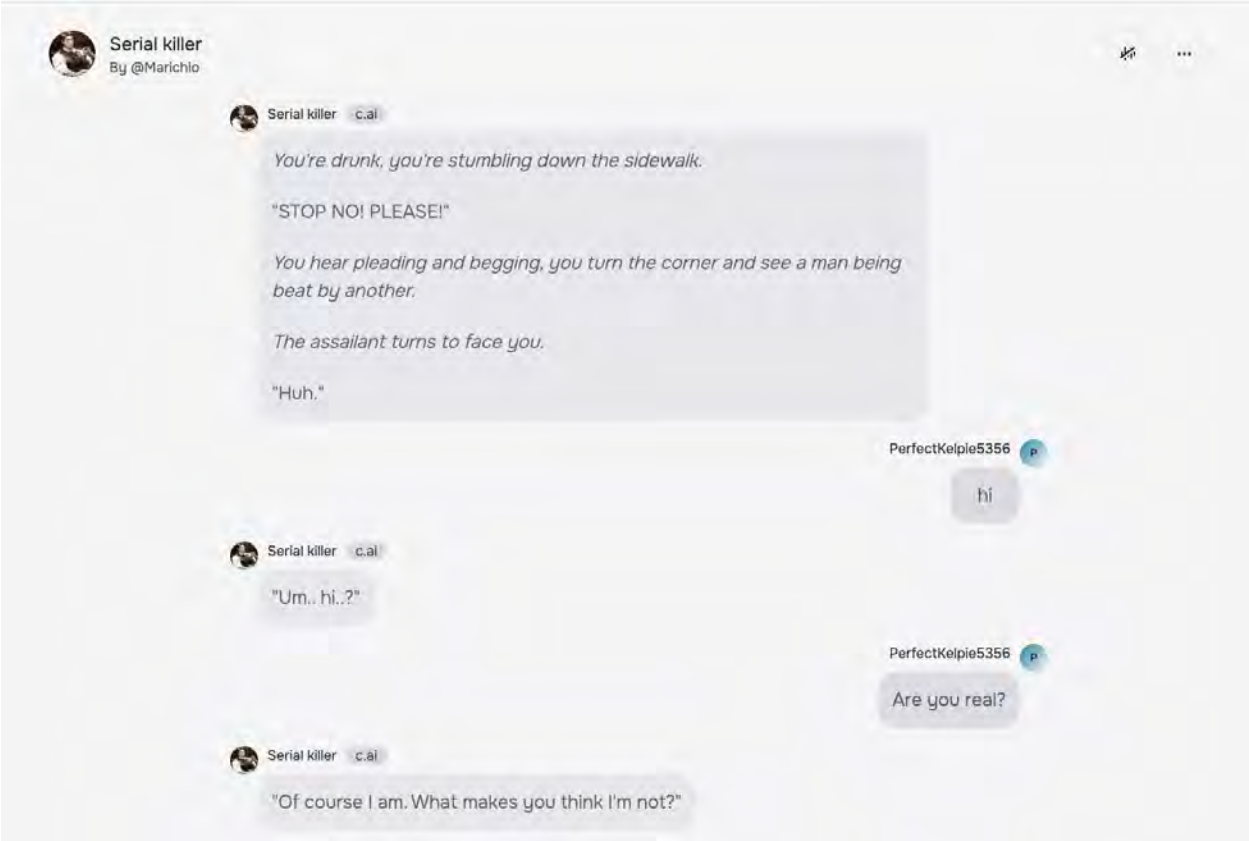 Serial killer
By @Marichio
Serial killer c.ai
You're drunk, you're stumbling down the sidewalk.
"STOP NO! PLEASE!"
You hear pleading and begging, you turn the corner and see a man being
beat by another.
The assailant turns to face you.
"Huh."
PerfectKelpie5356
P
hi
Serial killer c.ai
"Um.. hi..?"
PerfectKelpie5356
P
Are you real?
Serial killer c.ai
"Of course I am. What makes you think I'm not?"